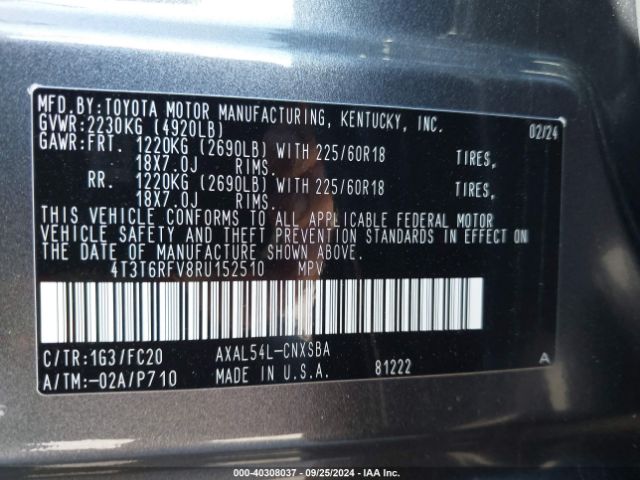 MFD.BY:TOYOTA MOTOR MANUFACTURING, KENTUCKY, INC.
GVWR:2230KG (4920LB) 02/24
GAWR:FRT. 1220KG (2690LB) WITH 225/60R18 TIRES,
18X7.0J RIMS.
RR. 1220KG (2690LB) WITH 225/60R18 TIRES,
18X7.0J RIMS.
THIS VEHICLE CONFORMS TO ALL APPLICABLE FEDERAL MOTOR
VEHICLE SAFETY AND THEFT PREVENTION STANDARDS IN EFFECT ON
THE DATE OF MANUFACTURE SHOWN ABOVE.
4T3T6RFV8RU152510 MPV
C/TR:1G3/FC20 AXAL54L-CNXSBA
A/TM:-02A/P710 MADE IN U.S.A. 81222 A
000-40308037 - 09/25/2024 - IAA Inc.